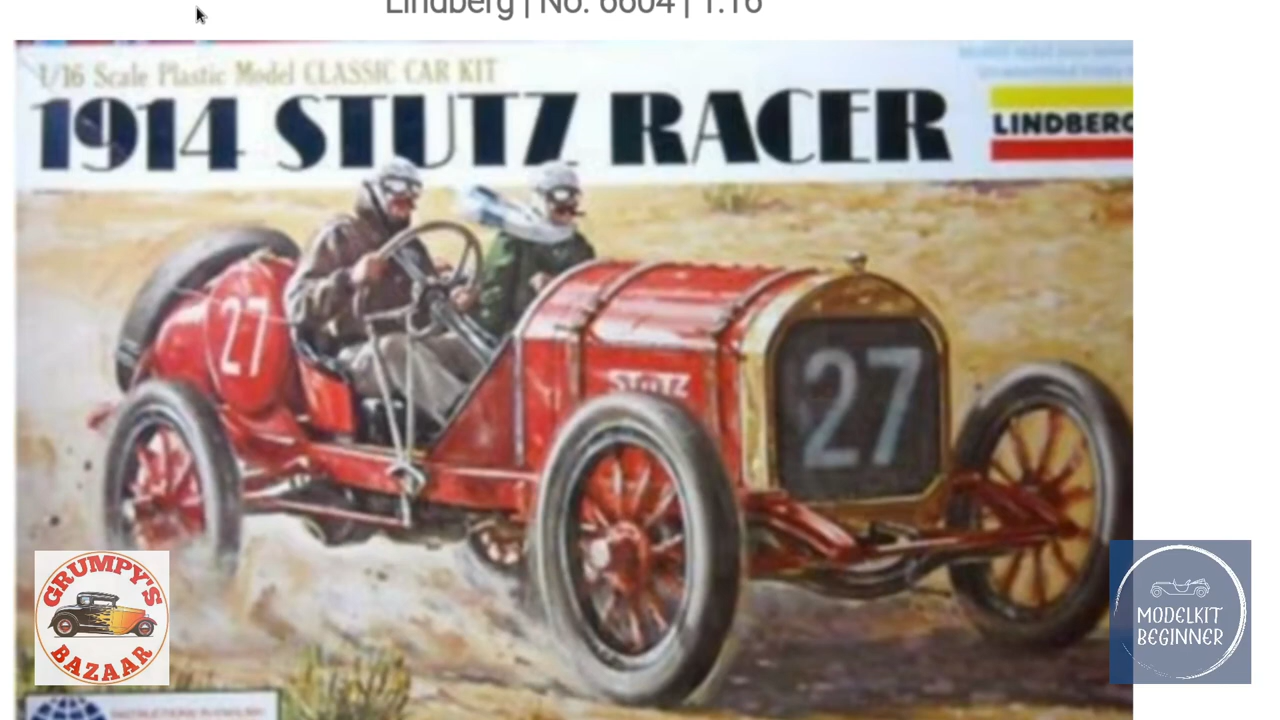 Lindberg | No. 6604 | 1:16
1/16 Scale Plastic Model CLASSIC CAR KIT
1914 STUTZ RACER
LINDBERG
27
STUTZ
27
GRUMPY'S
BAZAAR
MODELKIT
BEGINNER